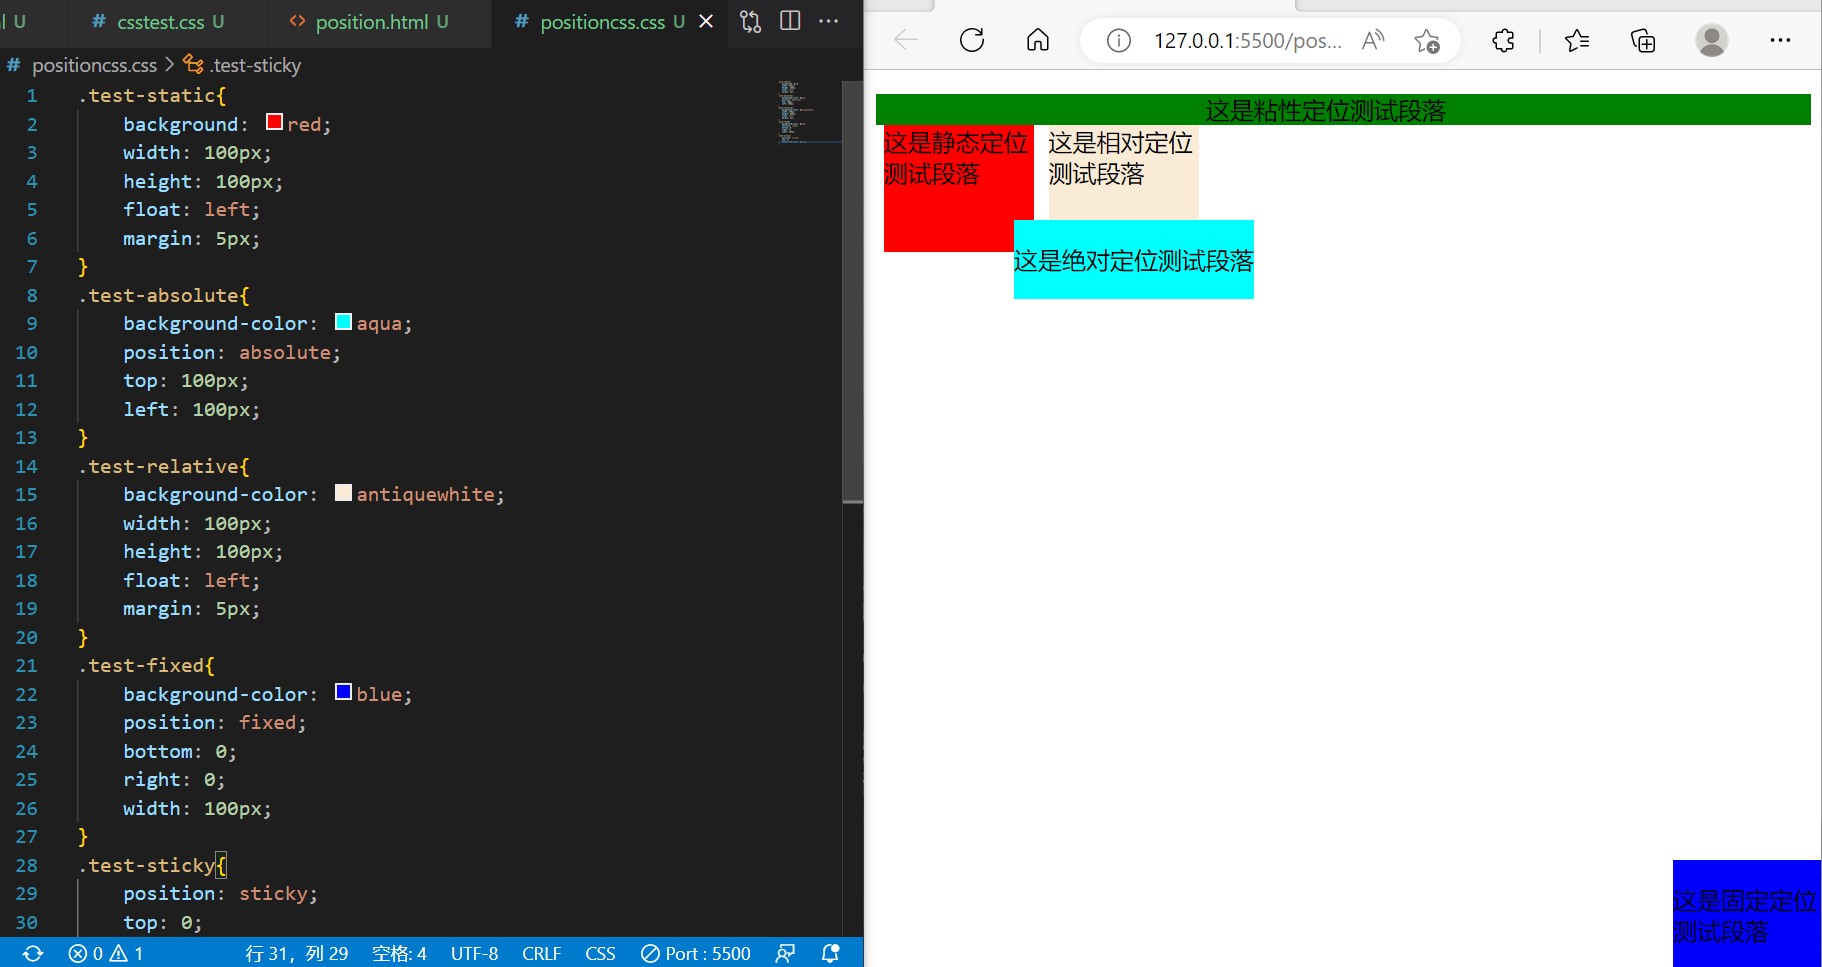 l U
# csstest.css U
<> position.html U
# positioncss.css U
# positioncss.css > .test-sticky
1 .test-static{
2 background: red;
3 width: 100px;
4 height: 100px;
5 float: left;
6 margin: 5px;
7 }
8 .test-absolute{
9 background-color: aqua;
10 position: absolute;
11 top: 100px;
12 left: 100px;
13 }
14 .test-relative{
15 background-color: antiquewhite;
16 width: 100px;
17 height: 100px;
18 float: left;
19 margin: 5px;
20 }
21 .test-fixed{
22 background-color: blue;
23 position: fixed;
24 bottom: 0;
25 right: 0;
26 width: 100px;
27 }
28 .test-sticky{
29 position: sticky;
30 top: 0;
0 1 行 31，列 29 空格: 4 UTF-8 CRLF CSS Port : 5500
127.0.0.1:5500/pos...
这是粘性定位测试段落
这是静态定位
测试段落
这是相对定位
测试段落
这是绝对定位测试段落
这是固定定位
测试段落